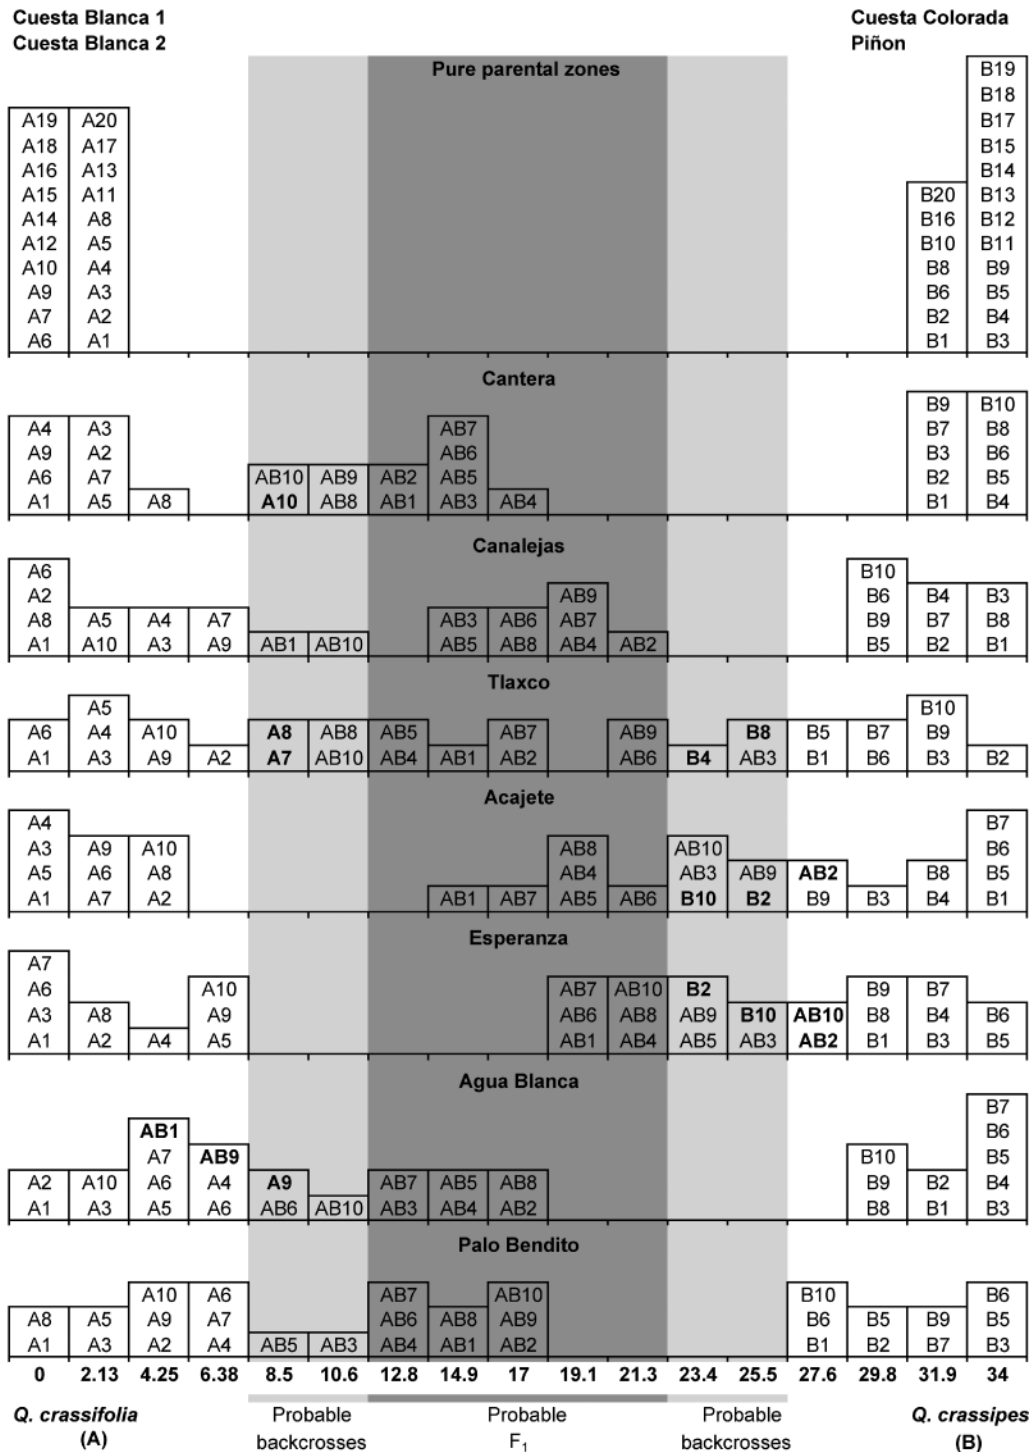 Cuesta Blanca 1 Cuesta Colorada
Cuesta Blanca 2 Piñon
Pure parental zones B19
B18
A19 A20 B17
A18 A17 B15
A16 A13 B14
A15 A11 B20 B13
A14 A8 B16 B12
A12 A5 B10 B11
A10 A4 B8 B9
A9 A3 B6 B5
A7 A2 B2 B4
A6 A1 B1 B3
Cantera
B9 B10
A4 A3 AB7 B7 B8
A9 A2 AB6 B3 B6
A6 A7 AB10 AB9 AB2 AB5 B2 B5
A1 A5 A8 A10 AB8 AB1 AB3 AB4 B1 B4
Canalejas
A6 B10
A2 AB9 B6 B4 B3
A8 A5 A4 A7 AB3 AB6 AB7 B9 B7 B8
A1 A10 A3 A9 AB1 AB10 AB5 AB8 AB4 AB2 B5 B2 B1
Tlaxco
A5 B10
A6 A4 A10 A8 AB8 AB5 AB7 AB9 B8 B5 B7 B9
A1 A3 A9 A2 A7 AB10 AB4 AB1 AB2 AB6 B4 AB3 B1 B6 B3 B2
Acajete
A4 B7
A3 A9 A10 AB8 AB10 B6
A5 A6 A8 AB4 AB3 AB9 AB2 B8 B5
A1 A7 A2 AB1 AB7 AB5 AB6 B10 B2 B9 B3 B4 B1
Esperanza
A7
A6 A10 AB7 AB10 B2 B9 B7
A3 A8 A9 AB6 AB8 AB9 B10 AB10 B8 B4 B6
A1 A2 A4 A5 AB1 AB4 AB5 AB3 AB2 B1 B3 B5
Agua Blanca
B7
AB1 B6
A7 AB9 B10 B5
A2 A10 A6 A4 A9 AB7 AB5 AB8 B9 B2 B4
A1 A3 A5 A6 AB6 AB10 AB3 AB4 AB2 B8 B1 B3
Palo Bendito
A10 A6 AB7 AB10 B10 B6
A8 A5 A9 A7 AB6 AB8 AB9 B6 B5 B9 B5
A1 A3 A2 A4 AB5 AB3 AB4 AB1 AB2 B1 B2 B7 B3
0 2.13 4.25 6.38 8.5 10.6 12.8 14.9 17 19.1 21.3 23.4 25.5 27.6 29.8 31.9 34
Q. crassifolia Probable Probable Probable Q. crassipes
(A) backcrosses F1 backcrosses (B)